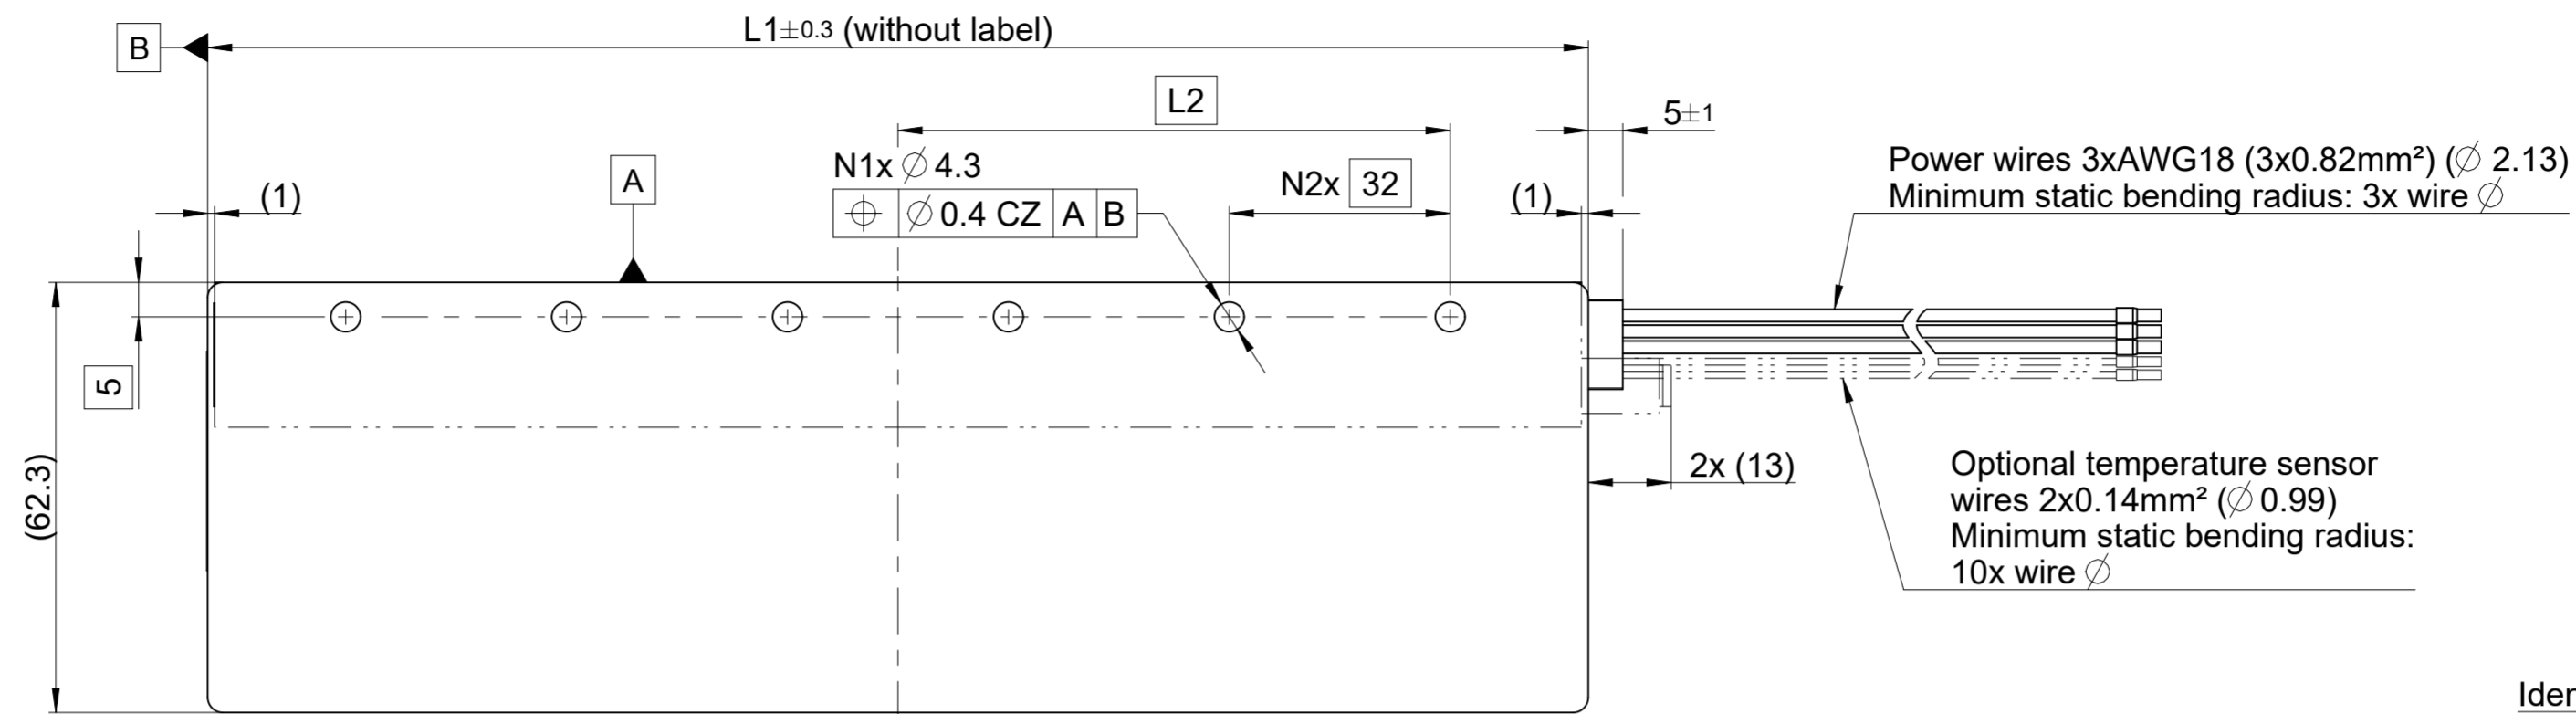 B
L1±0.3 (without label)
L2
5±1
A
(1)
N1x ∅ 4.3
⌖ ∅ 0.4 CZ A B
N2x 32
(1)
Power wires 3xAWG18 (3x0.82mm²) (∅ 2.13)
Minimum static bending radius: 3x wire ∅
5
(62.3)
2x (13)
Optional temperature sensor
wires 2x0.14mm² (∅ 0.99)
Minimum static bending radius:
10x wire ∅